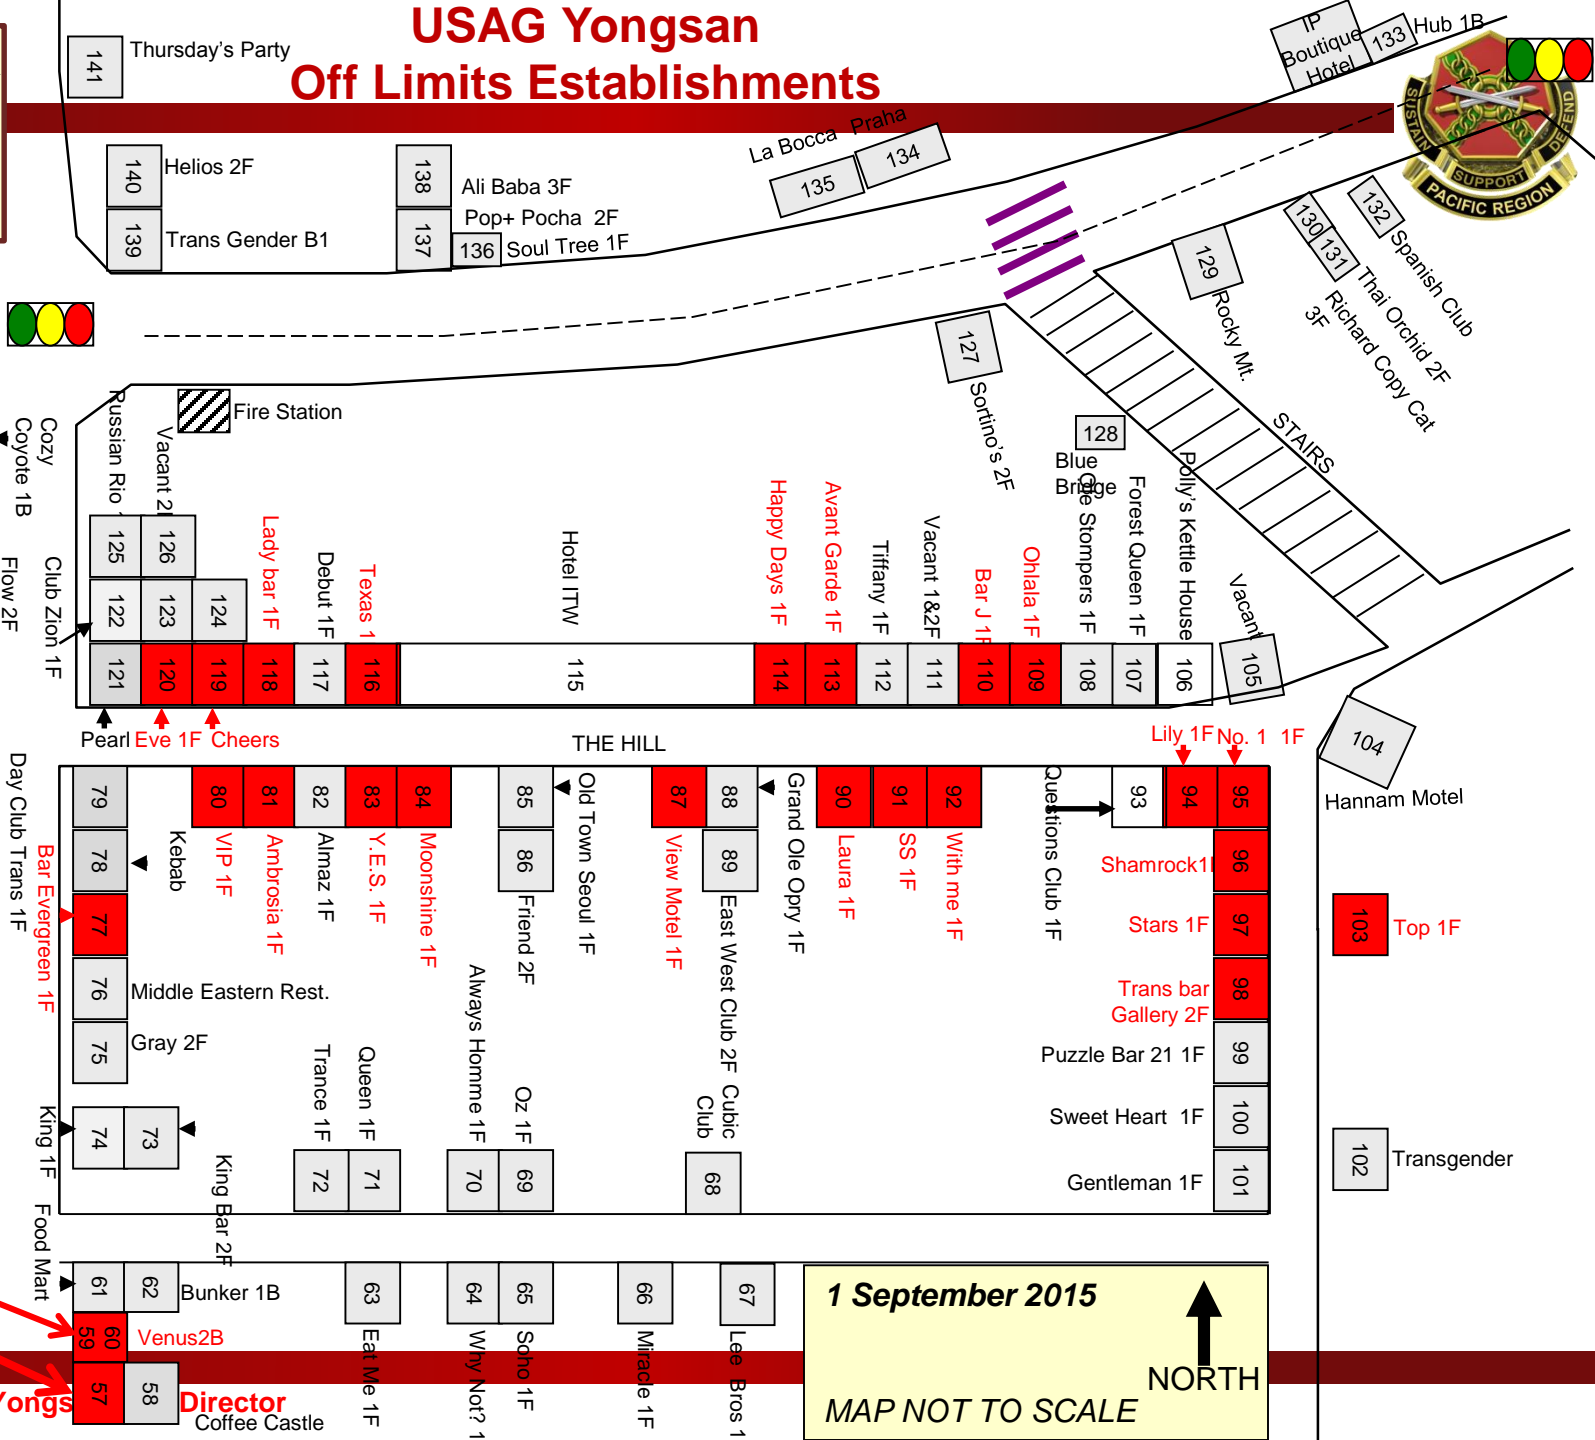 USAG Yongsan
Off Limits Establishments
IP
Boutique
Hotel
133
Hub 1B
SUSTAIN
SUPPORT
DEFEND
PACIFIC REGION
141
Thursday's Party
140
Helios 2F
139
Trans Gender B1
138
Ali Baba 3F
137
Pop+ Pocha 2F
136
Soul Tree 1F
La Bocca
135
Praha
134
132
Spanish Club
130
131
Thai Orchid 2F
Richard Copy Cat
3F
129
Rocky Mt.
127
Sortino's 2F
128
Blue
Bridge
STAIRS
Fire Station
Cozy
Coyote 1B
Flow 2F
Club Zion 1F
Russian Rio
Vacant
Lady bar 1F
Debut 1F
Texas 1
Hotel ITW
Happy Days 1F
Avant Garde 1F
Tiffany 1F
Vacant 1&2F
Bar J 1F
Ohlala 1F
Stompers 1F
Forest Queen 1F
Polly's Kettle House
Vacant
125
126
122
123
124
121
120
119
118
117
116
115
114
113
112
111
110
109
108
107
106
105
Pearl
Eve 1F
Cheers
THE HILL
Lily 1F
No. 1 1F
104
Hannam Motel
79
80
81
82
83
84
85
87
88
90
91
92
93
94
95
78
86
89
96
77
97
76
98
75
99
74
73
100
72
71
70
69
68
101
Day Club Trans 1F
Bar Evergreen 1F
Kebab
VIP 1F
Ambrosia 1F
Almaz 1F
Y.E.S. 1F
Moonshine 1F
Old Town Seoul 1F
Friend 2F
View Motel 1F
Grand Ole Opry 1F
East West Club 2F
Laura 1F
SS 1F
With me 1F
Questions Club 1F
Shamrock1
Stars 1F
Trans bar
Gallery 2F
Puzzle Bar 21 1F
Sweet Heart 1F
Gentleman 1F
103
Top 1F
102
Transgender
Middle Eastern Rest.
Gray 2F
King 1F
King Bar 2F
Trance 1F
Queen 1F
Always Homme 1F
Oz 1F
Cubic
Club
Food Mart
61
62
Bunker 1B
63
Eat Me 1F
64
Why Not? 1
65
Soho 1F
66
Miracle 1F
67
Lee Bros 1
59
60
Venus2B
57
58
Yongs
Director
Coffee Castle
1 September 2015
NORTH
MAP NOT TO SCALE